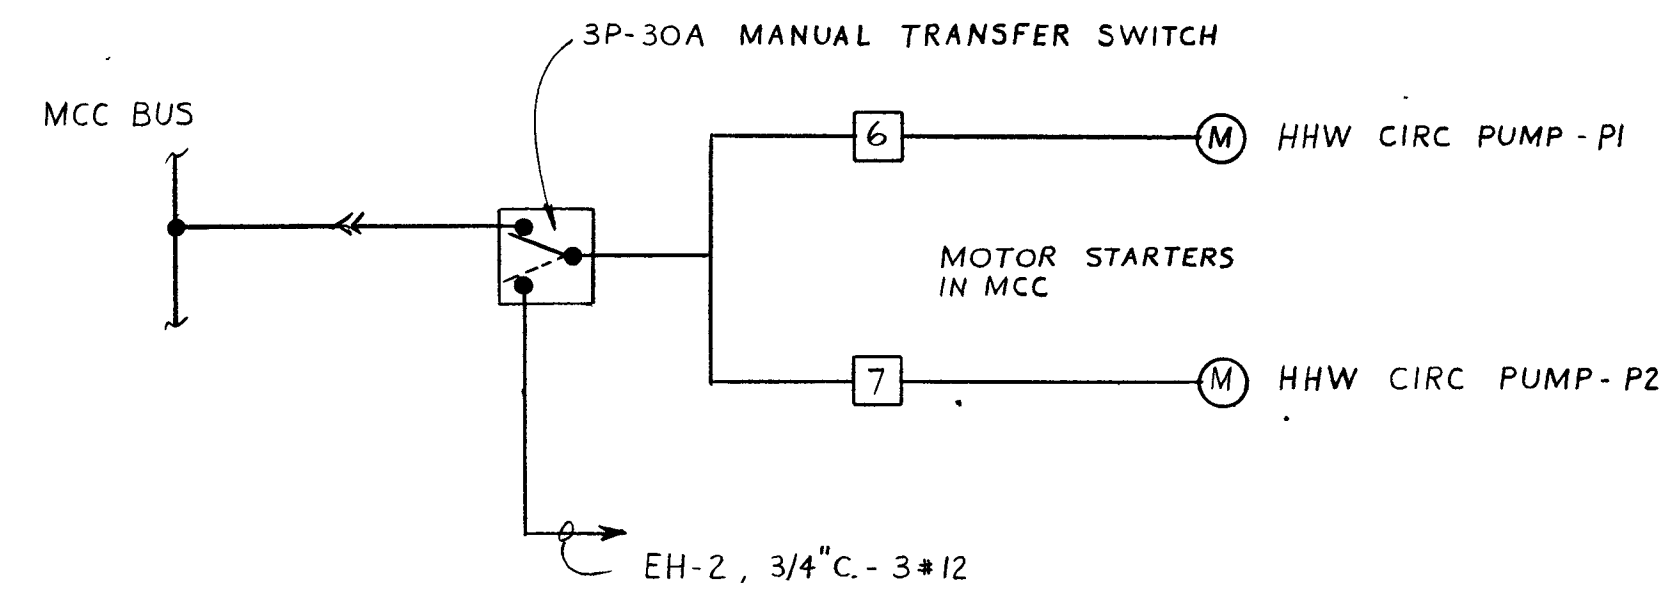 3P-30A MANUAL TRANSFER SWITCH
MCC BUS
6
M
HHW CIRC PUMP - P1
MOTOR STARTERS
IN MCC
7
M
HHW CIRC PUMP - P2
EH-2, 3/4"C. - 3#12